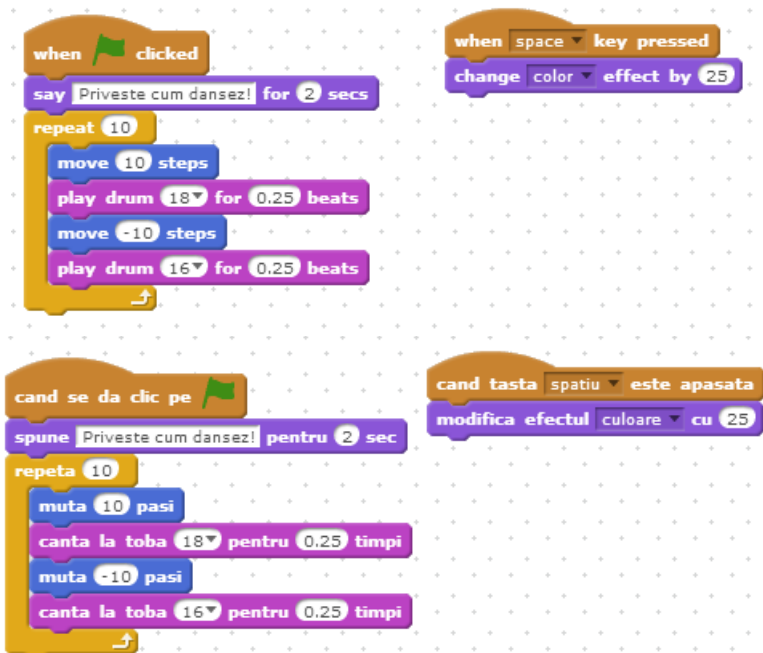 when clicked
say Priveste cum dansez! for 2 secs
repeat 10
move 10 steps
play drum 18 for 0.25 beats
move -10 steps
play drum 16 for 0.25 beats
when space key pressed
change color effect by 25
cand se da clic pe
spune Priveste cum dansez! pentru 2 sec
repeta 10
muta 10 pasi
canta la toba 18 pentru 0.25 timpi
muta -10 pasi
canta la toba 16 pentru 0.25 timpi
cand tasta spatiu este apasata
modifica efectul culoare cu 25